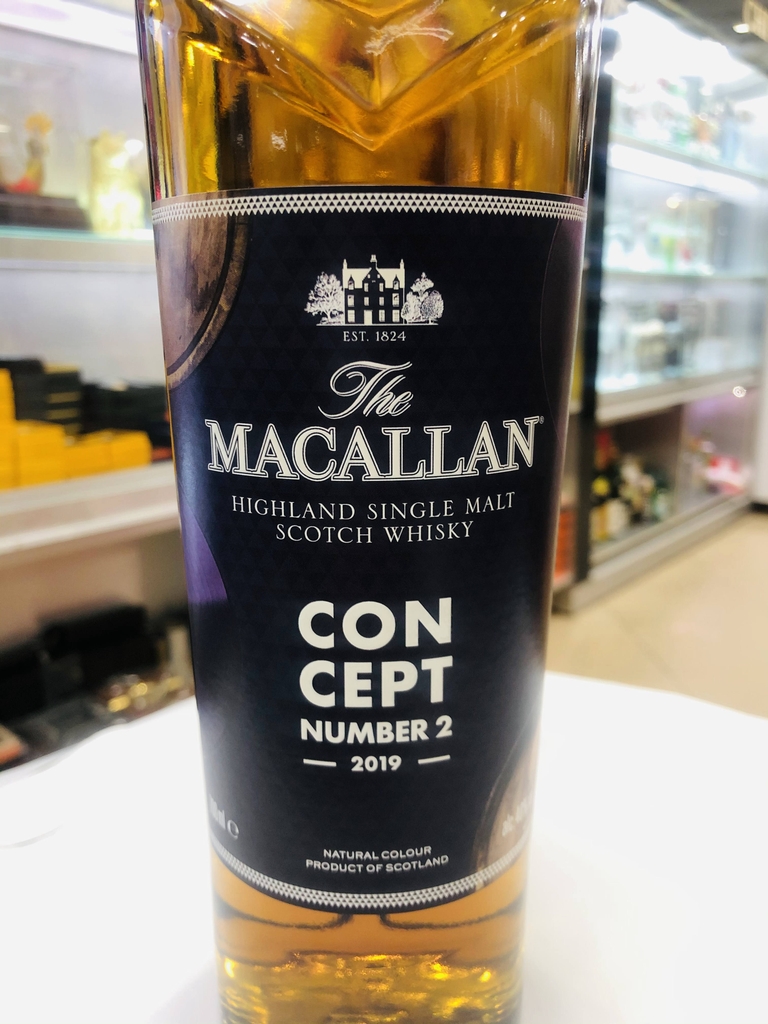 EST. 1824
The
MACALLAN®
HIGHLAND SINGLE MALT
SCOTCH WHISKY
CON
CEPT
NUMBER 2
— 2019 —
NATURAL COLOUR
PRODUCT OF SCOTLAND